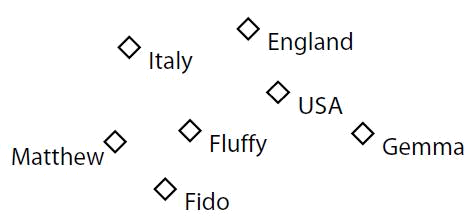 England
Italy
USA
Fluffy
Gemma
Matthew
Fido